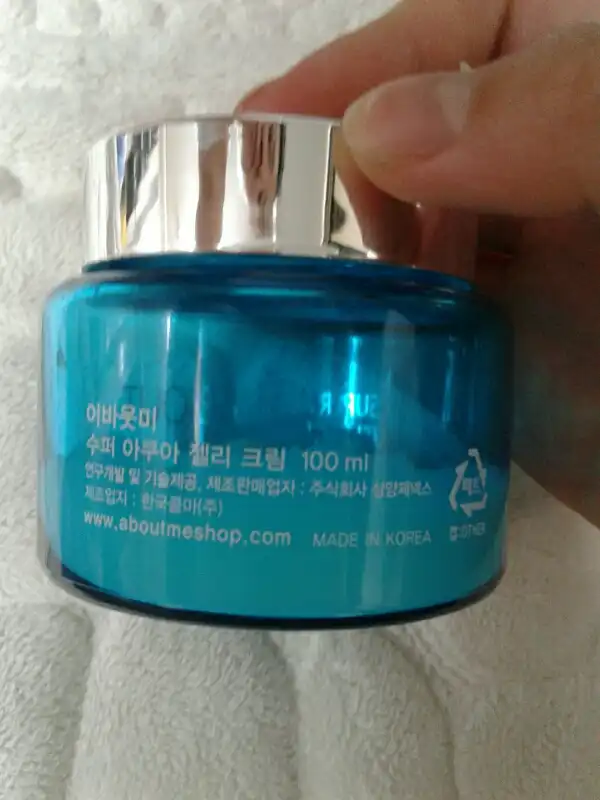 어바웃미
수퍼 아쿠아 젤리 크림 100 ml
연구개발 및 기술제공, 제조판매업자 : 주식회사 삼양제넥스
제조업자 : 한국콜마(주)
www.aboutmeshop.com MADE IN KOREA
페트
캡:OTHER